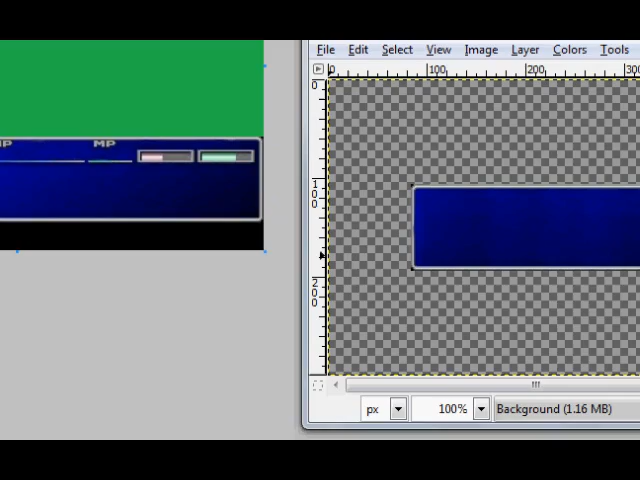 File Edit Select View Image Layer Colors Tools
0 100 200 300
MP
0
100
200
px 100% Background (1.16 MB)